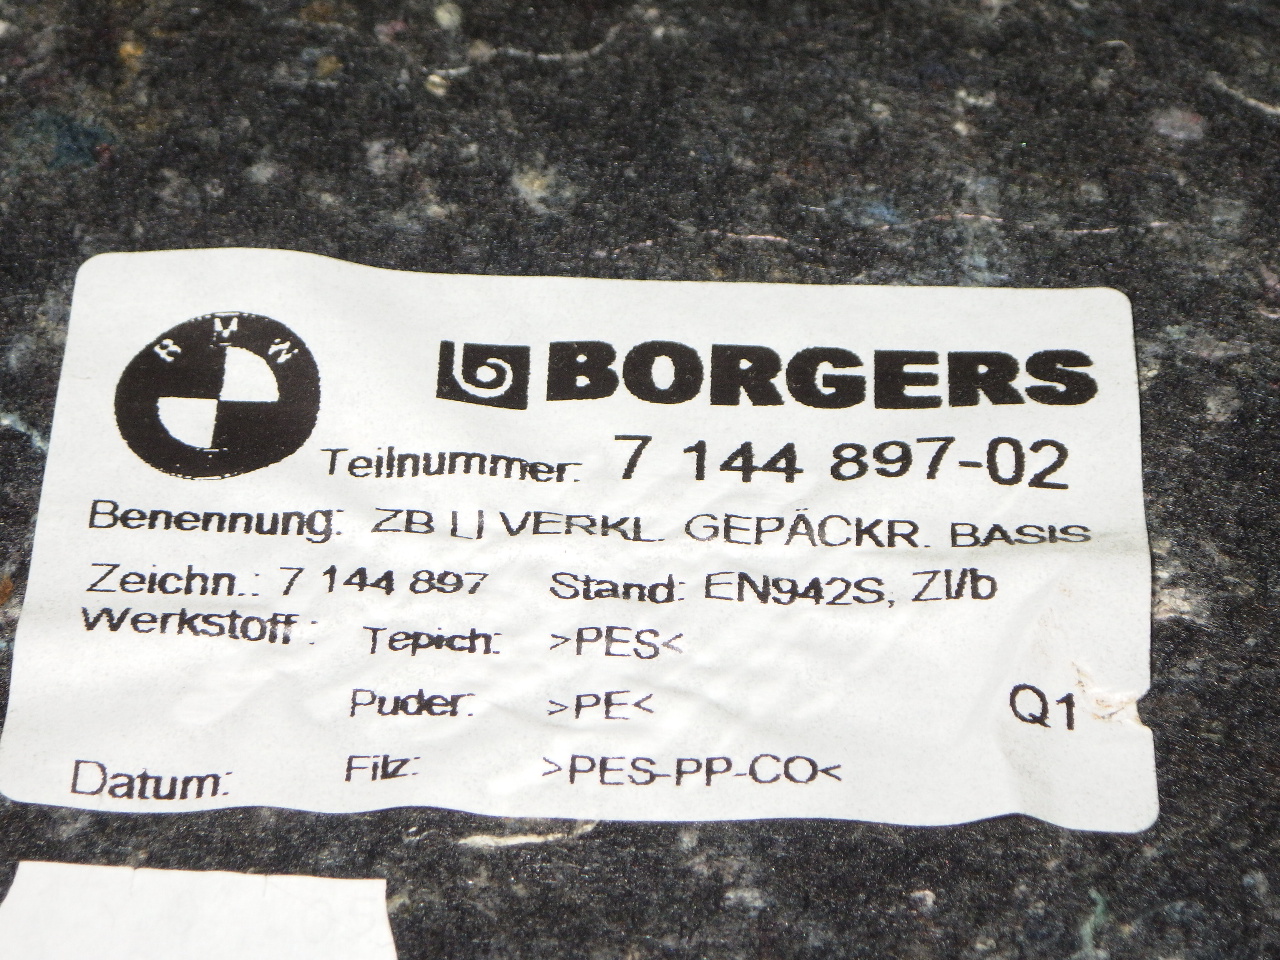 BMW
BORGERS
Teilnummer: 7 144 897-02
Benennung: ZB LI VERKL. GEPÄCKR. BASIS
Zeichn.: 7 144 897 Stand: EN942S, ZI/b
Werkstoff: Tepich: >PES<
Puder: >PE<
Q1
Datum: Filz: >PES-PP-CO<